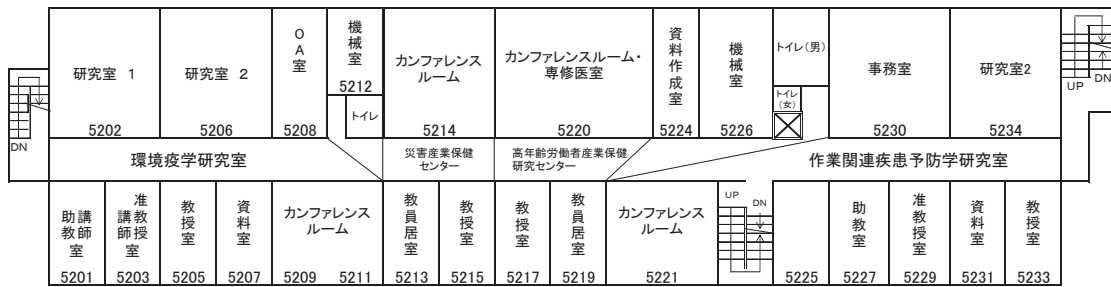 研究室 1
5202
研究室 2
5206
OA室
5208
機械室
5212
トイレ
カンファレンス
ルーム
5214
カンファレンスルーム・
専修医室
5220
資料作成室
5224
機械室
5226
トイレ(男)
トイレ
(女)
事務室
5230
研究室2
5234
UP
DN
DN
環境疫学研究室
災害産業保健
センター
高年齢労働者産業保健
研究センター
作業関連疾患予防学研究室
講師室
助教室
5201
准教授室
講師室
5203
教授室
5205
資料室
5207
カンファレンス
ルーム
5209
5211
教員居室
5213
教授室
5215
教授室
5217
教員居室
5219
カンファレンス
ルーム
5221
UP
DN
5225
助教室
5227
准教授室
5229
資料室
5231
教授室
5233